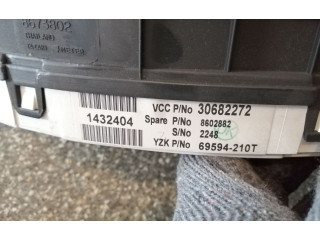 VCC P/No 30682272
1432404
Spare P/No 8602882
S/No 2248
YZK P/No 69594-210T